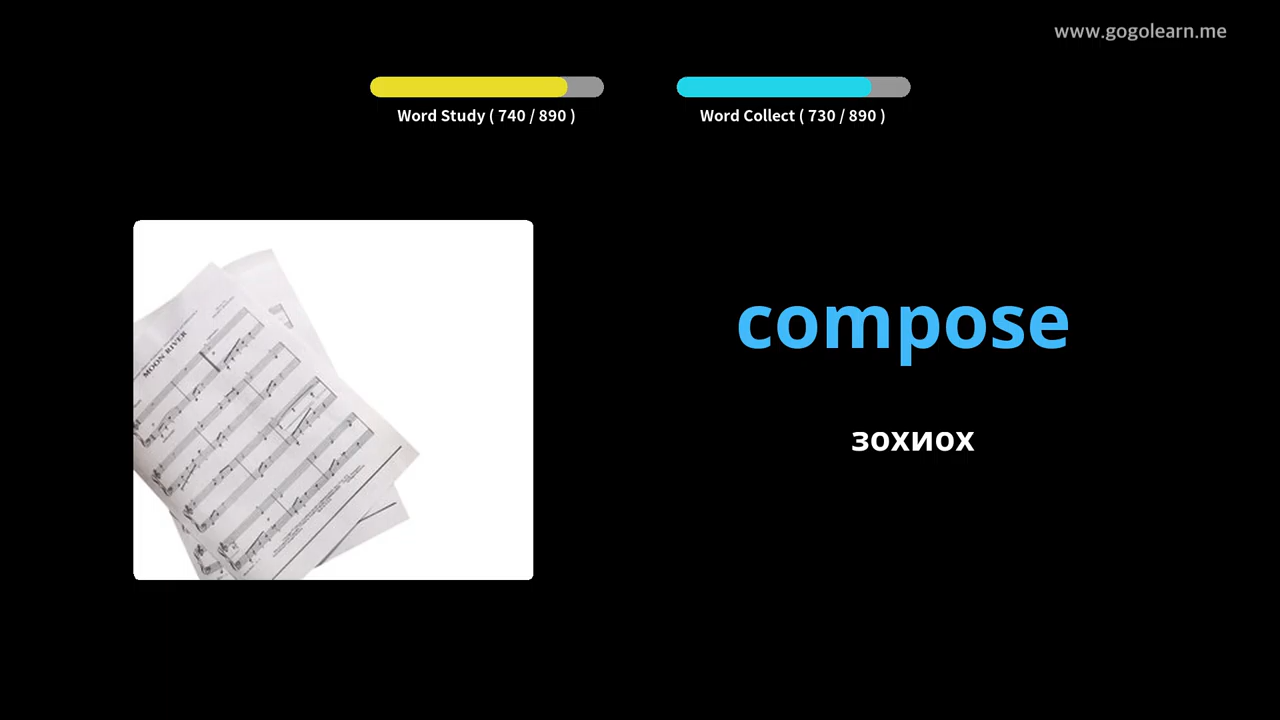 www.gogolearn.me
Word Study ( 740 / 890 )
Word Collect ( 730 / 890 )
MOON RIVER
compose
зохиох